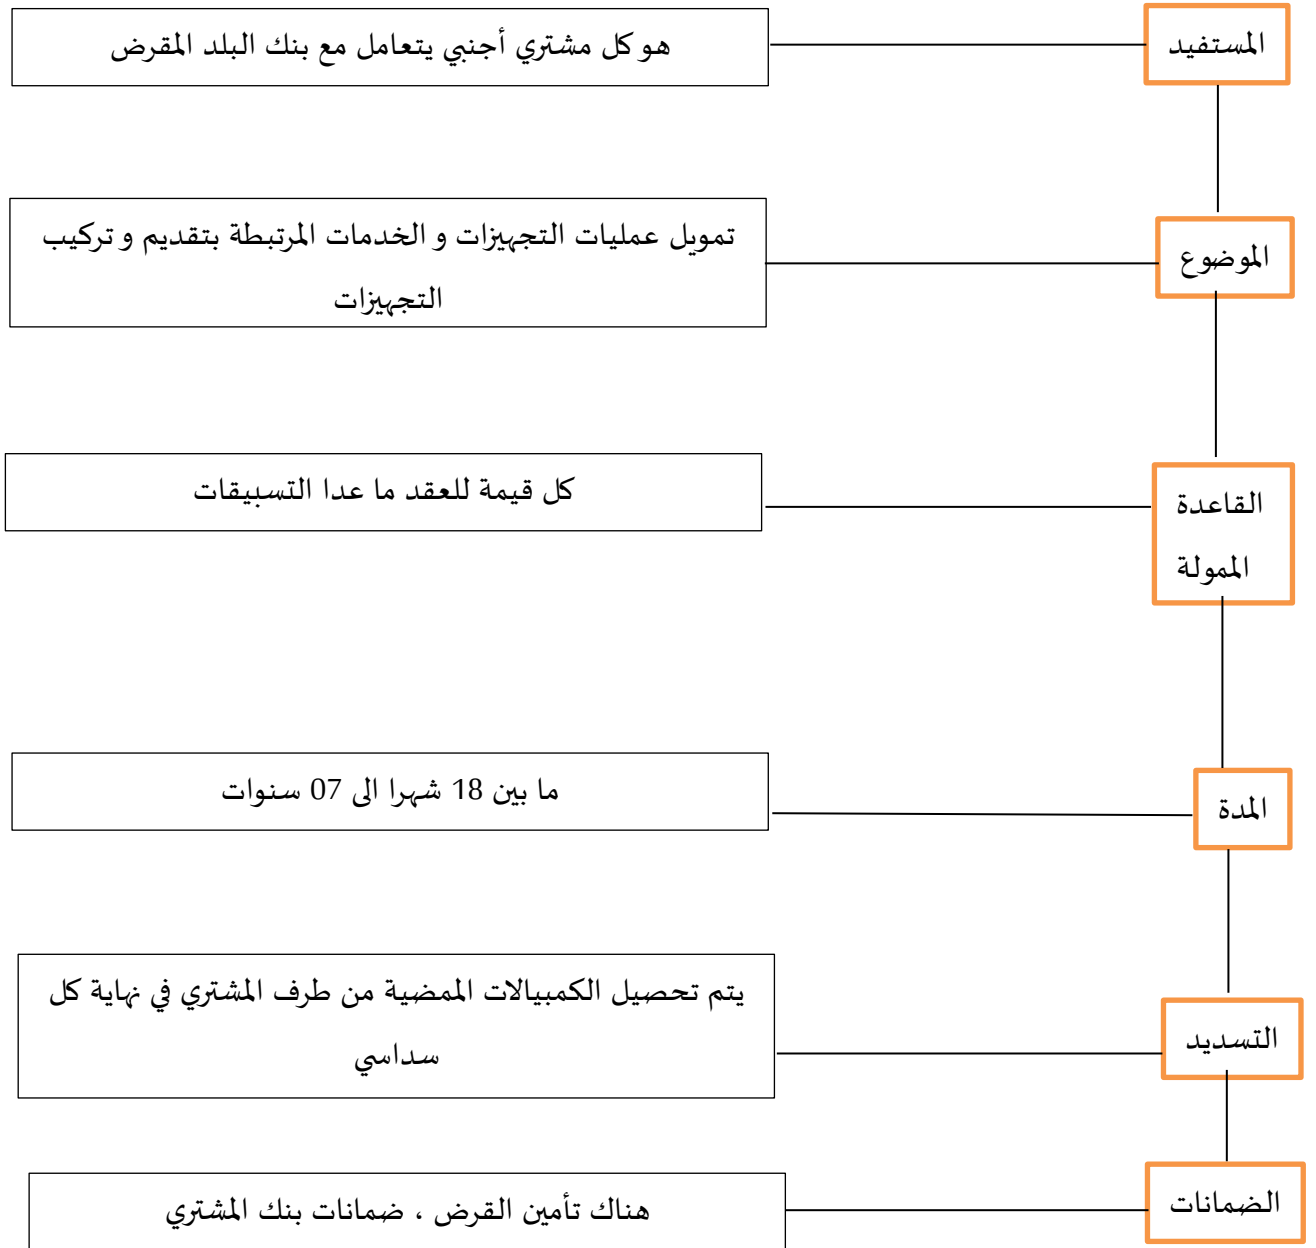 المستفيد
هو كل مشتري أجنبي يتعامل مع بنك البلد المقرض
الموضوع
تمويل عمليات التجهيزات و الخدمات المرتبطة بتقديم و تركيب
التجهيزات
القاعدة
الممولة
كل قيمة للعقد ما عدا التسبيقات
المدة
ما بين 18 شهرا الى 07 سنوات
التسديد
يتم تحصيل الكمبيالات الممضية من طرف المشتري في نهاية كل
سداسي
الضمانات
هناك تأمين القرض ، ضمانات بنك المشتري